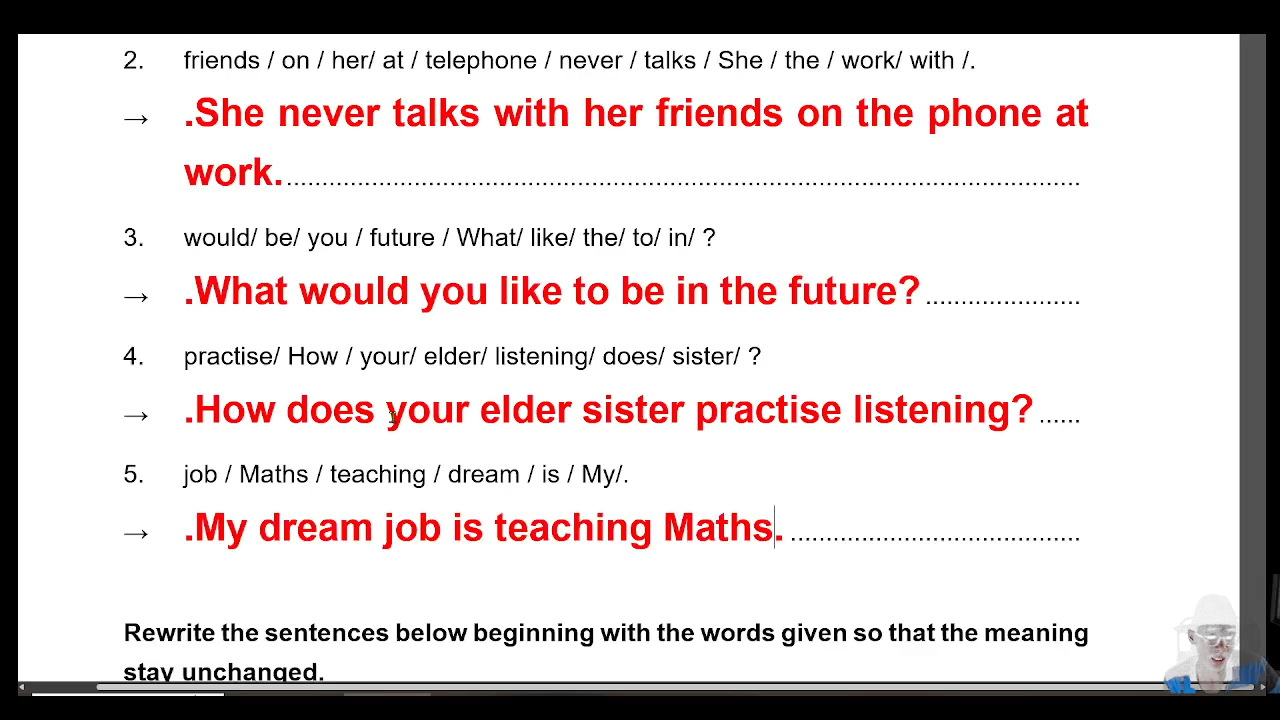 2. friends / on / her/ at / telephone / never / talks / She / the / work/ with /.
→ .She never talks with her friends on the phone at
work...............................................................................................................
3. would/ be/ you / future / What/ like/ the/ to/ in/ ?
→ .What would you like to be in the future? ......................
4. practise/ How / your/ elder/ listening/ does/ sister/ ?
→ .How does your elder sister practise listening? ......
5. job / Maths / teaching / dream / is / My/.
→ .My dream job is teaching Maths. .........................................
Rewrite the sentences below beginning with the words given so that the meaning
stay unchanged.